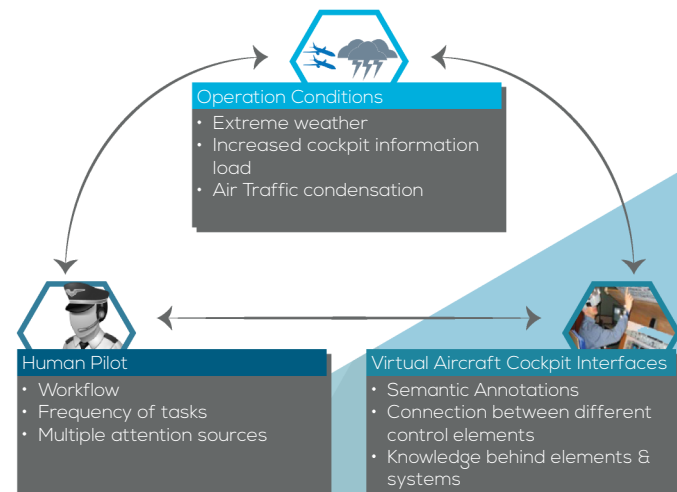 Operation Conditions
• Extreme weather
• Increased cockpit information
load
• Air Traffic condensation
Human Pilot
• Workflow
• Frequency of tasks
• Multiple attention sources
Virtual Aircraft Cockpit Interfaces
• Semantic Annotations
• Connection between different
control elements
• Knowledge behind elements &
systems